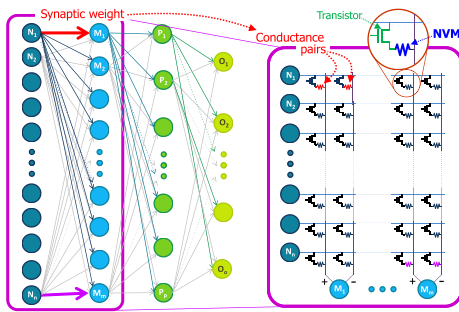 Synaptic weight
Transistor
NVM
Conductance
pairs
N₁
M₁
P₁
O₁
M₂
P₂
O₂
Nₙ
Mₘ
Pₚ
Oₒ
N₁
N₂
Nₙ
+ M₁ -
+ Mₘ -